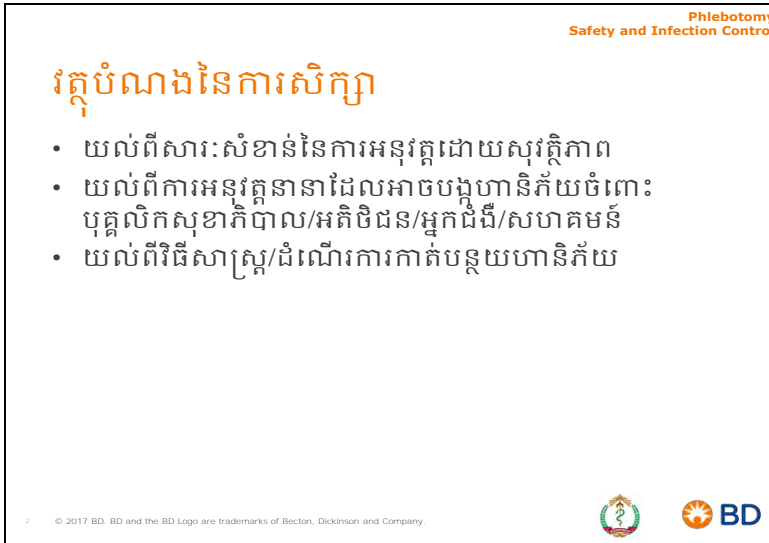 Phlebotomy
Safety and Infection Contro
វត្ថុបំណងនៃការសិក្សា
• យល់ពីសារៈសំខាន់នៃការអនុវត្តដោយសុវត្ថិភាព
• យល់ពីការអនុវត្តនានាដែលអាចបង្កហានិភ័យចំពោះ
បុគ្គលិកសុខាភិបាល/អតិថិជន/អ្នកជំងឺ/សហគមន៍
• យល់ពីវិធីសាស្ត្រ/ដំណើរការកាត់បន្ថយហានិភ័យ
2 © 2017 BD. BD and the BD Logo are trademarks of Becton, Dickinson and Company.
BD